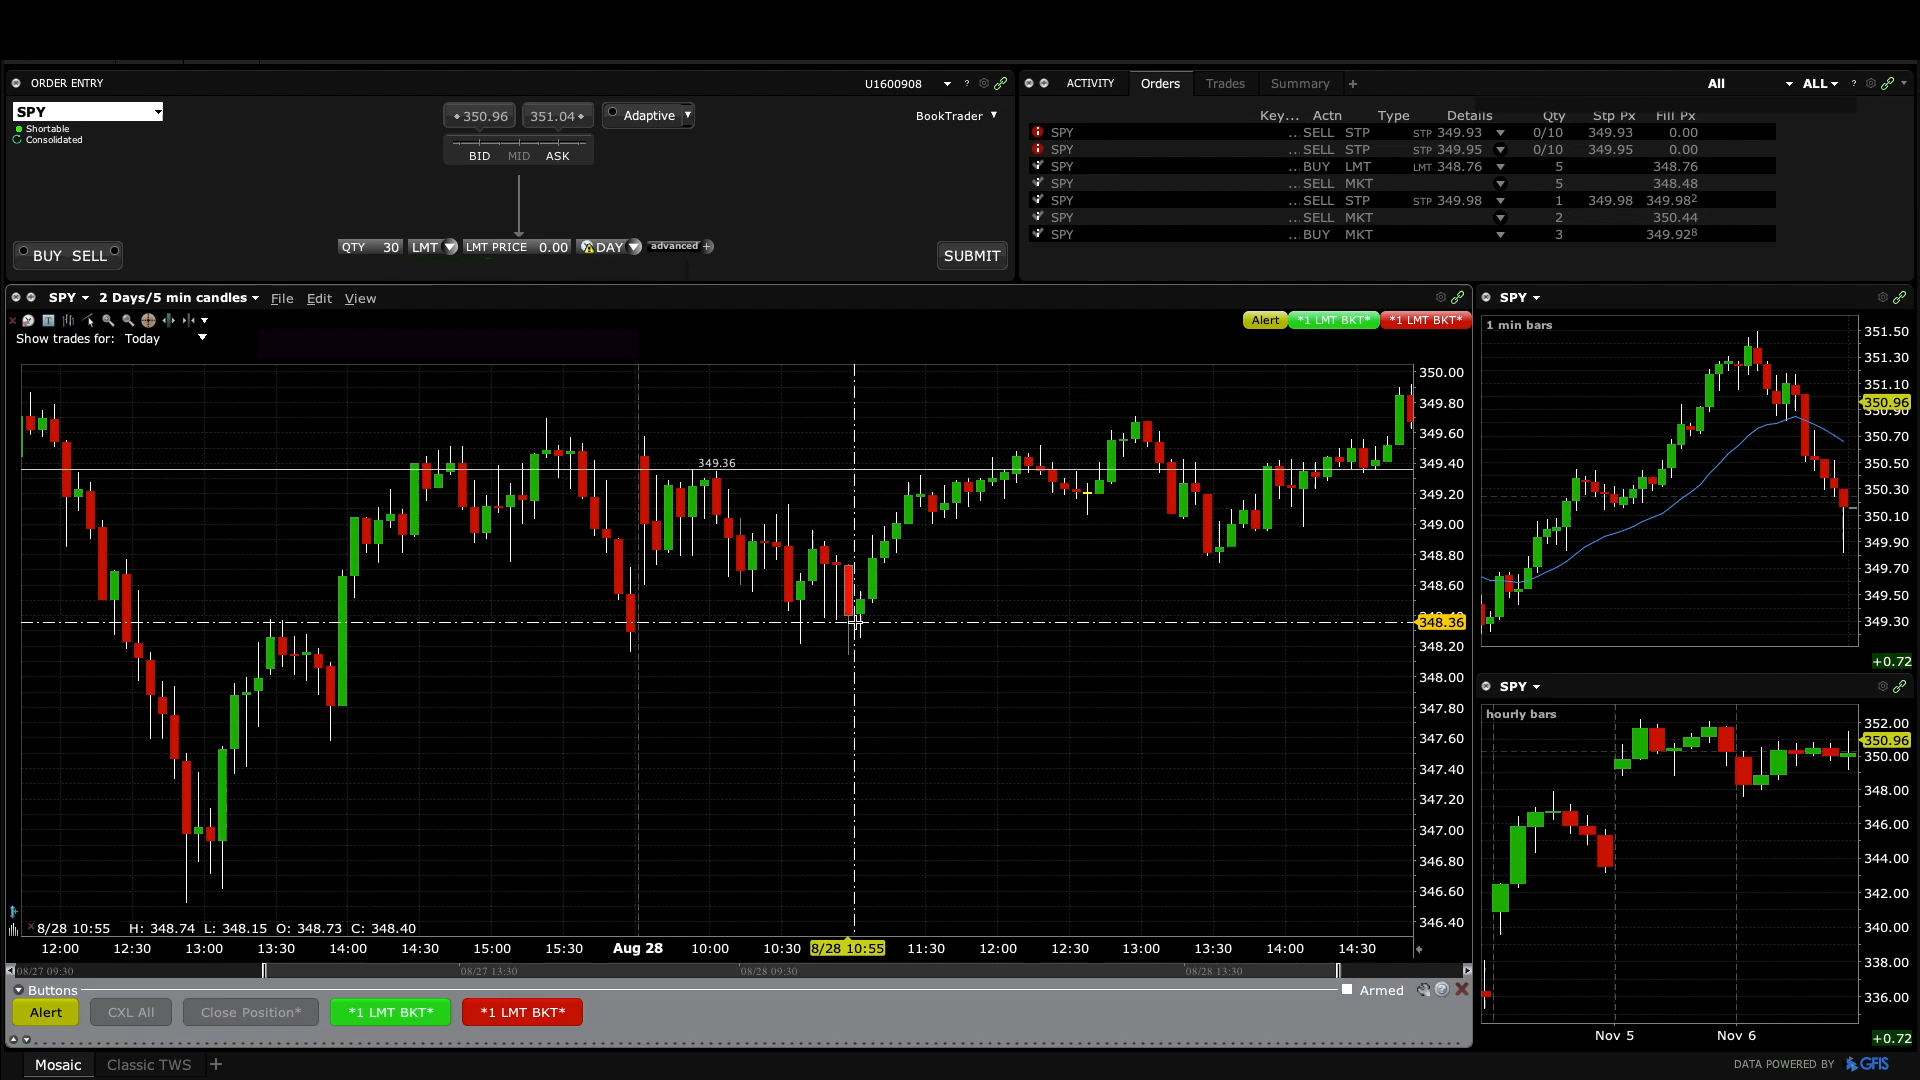 ORDER ENTRY
U1600908
?
SPY
Shortable
Consolidated
350.96
351.04
Adaptive
BookTrader
BID
MID
ASK
BUY
SELL
QTY 30
LMT
LMT PRICE 0.00
DAY
advanced +
SUBMIT
ACTIVITY
Orders
Trades
Summary
+
All
ALL
?
Key...
Actn
Type
Details
Qty
Stp Px
Fill Px
SPY ... SELL STP STP 349.93 0/10 349.93 0.00
SPY ... SELL STP STP 349.95 0/10 349.95 0.00
SPY ... BUY LMT LMT 348.76 5 348.76
SPY ... SELL MKT 5 348.48
SPY ... SELL STP STP 349.98 1 349.98²
SPY ... SELL MKT 2 350.44
SPY ... BUY MKT 3 349.92⁸
SPY 2 Days/5 min candles File Edit View
Show trades for: Today
Alert
*1 LMT BKT*
*1 LMT BKT*
349.36
350.00
349.80
349.60
349.40
349.20
349.00
348.80
348.60
348.40
348.36
348.20
348.00
347.80
347.60
347.40
347.20
347.00
346.80
346.60
346.40
8/28 10:55 H: 348.74 L: 348.15 O: 348.73 C: 348.40
12:00
12:30
13:00
13:30
14:00
14:30
15:00
15:30
Aug 28
10:00
10:30
8/28 10:55
11:30
12:00
12:30
13:00
13:30
14:00
14:30
08/27 09:30
08/27 13:30
08/28 09:30
08/28 13:30
Buttons
Armed
Alert
CXL All
Close Position*
*1 LMT BKT*
*1 LMT BKT*
SPY
1 min bars
351.50
351.30
351.10
350.96
350.90
350.70
350.50
350.30
350.10
349.90
349.70
349.50
349.30
+0.72
SPY
hourly bars
352.00
350.96
350.00
348.00
346.00
344.00
342.00
340.00
338.00
336.00
Nov 5
Nov 6
+0.72
Mosaic
Classic TWS
+
DATA POWERED BY GFIS